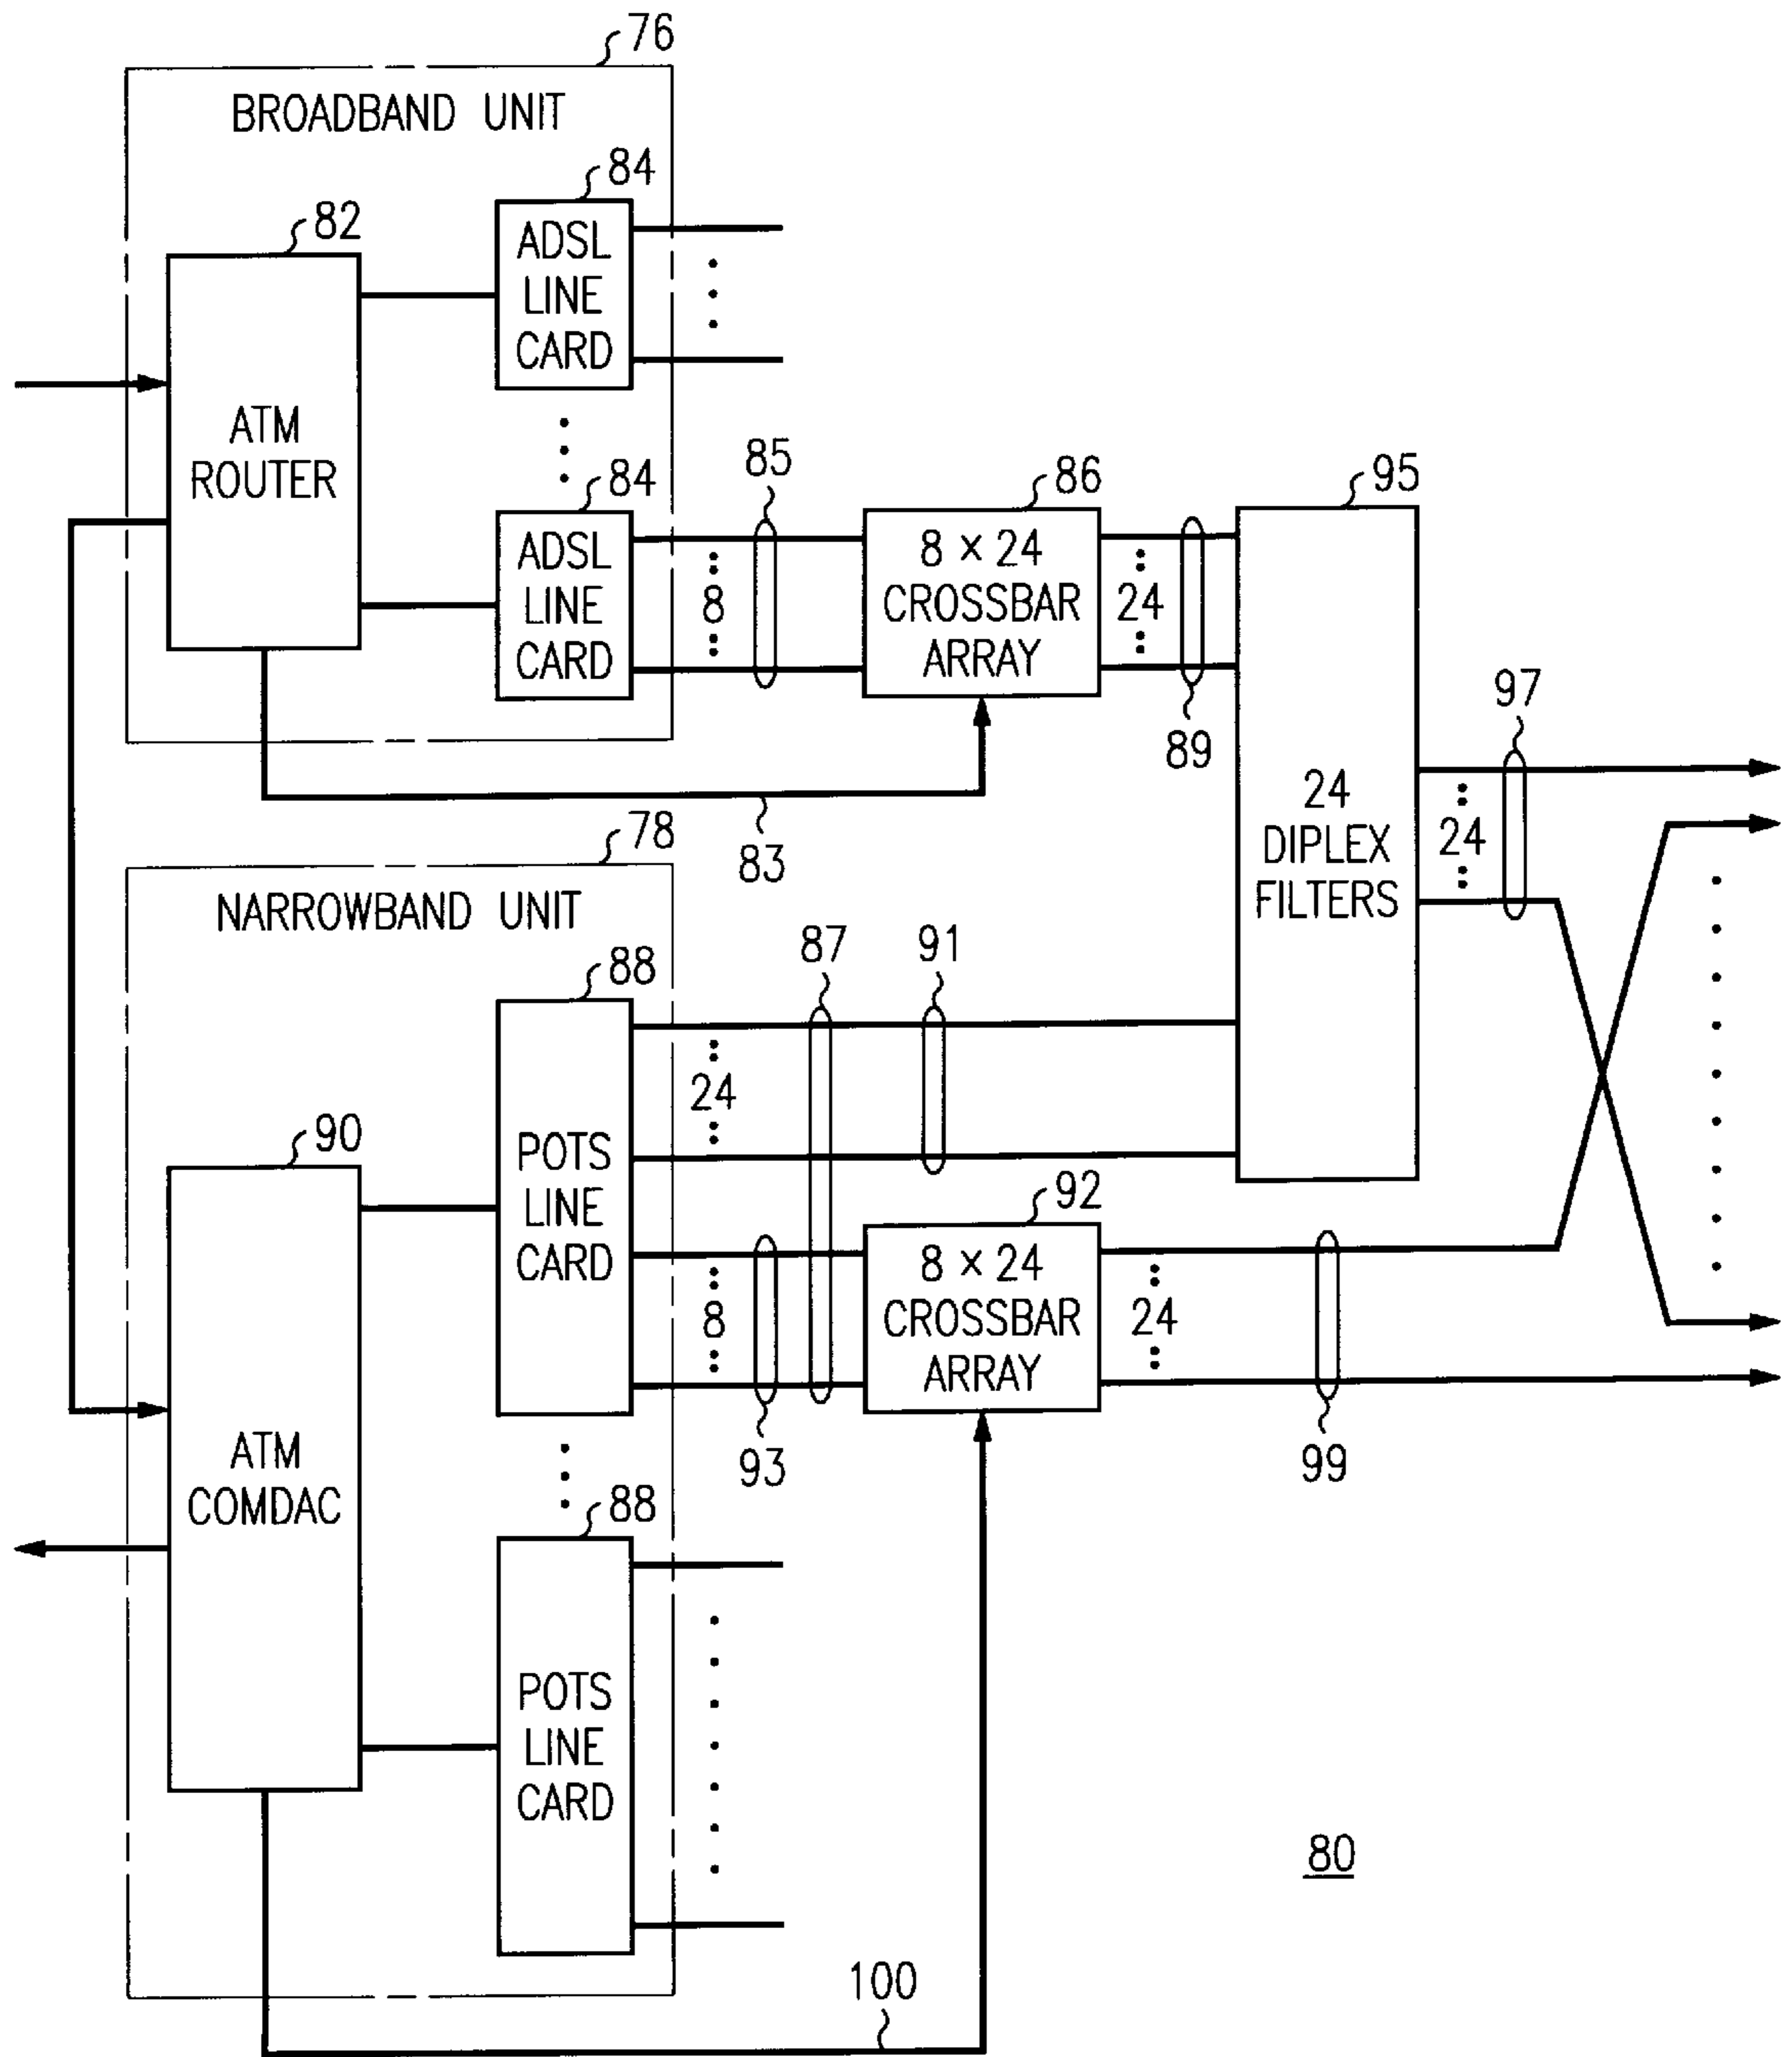 76
BROADBAND UNIT
84
82
ADSL
LINE
CARD
ATM
ROUTER
84
85
86
95
ADSL
LINE
CARD
8
8 × 24
CROSSBAR
ARRAY
24
89
97
83
24
DIPLEX
FILTERS
24
78
NARROWBAND UNIT
88
87
91
24
90
POTS
LINE
CARD
92
8
8 × 24
CROSSBAR
ARRAY
24
93
99
ATM
COMDAC
88
POTS
LINE
CARD
80
100